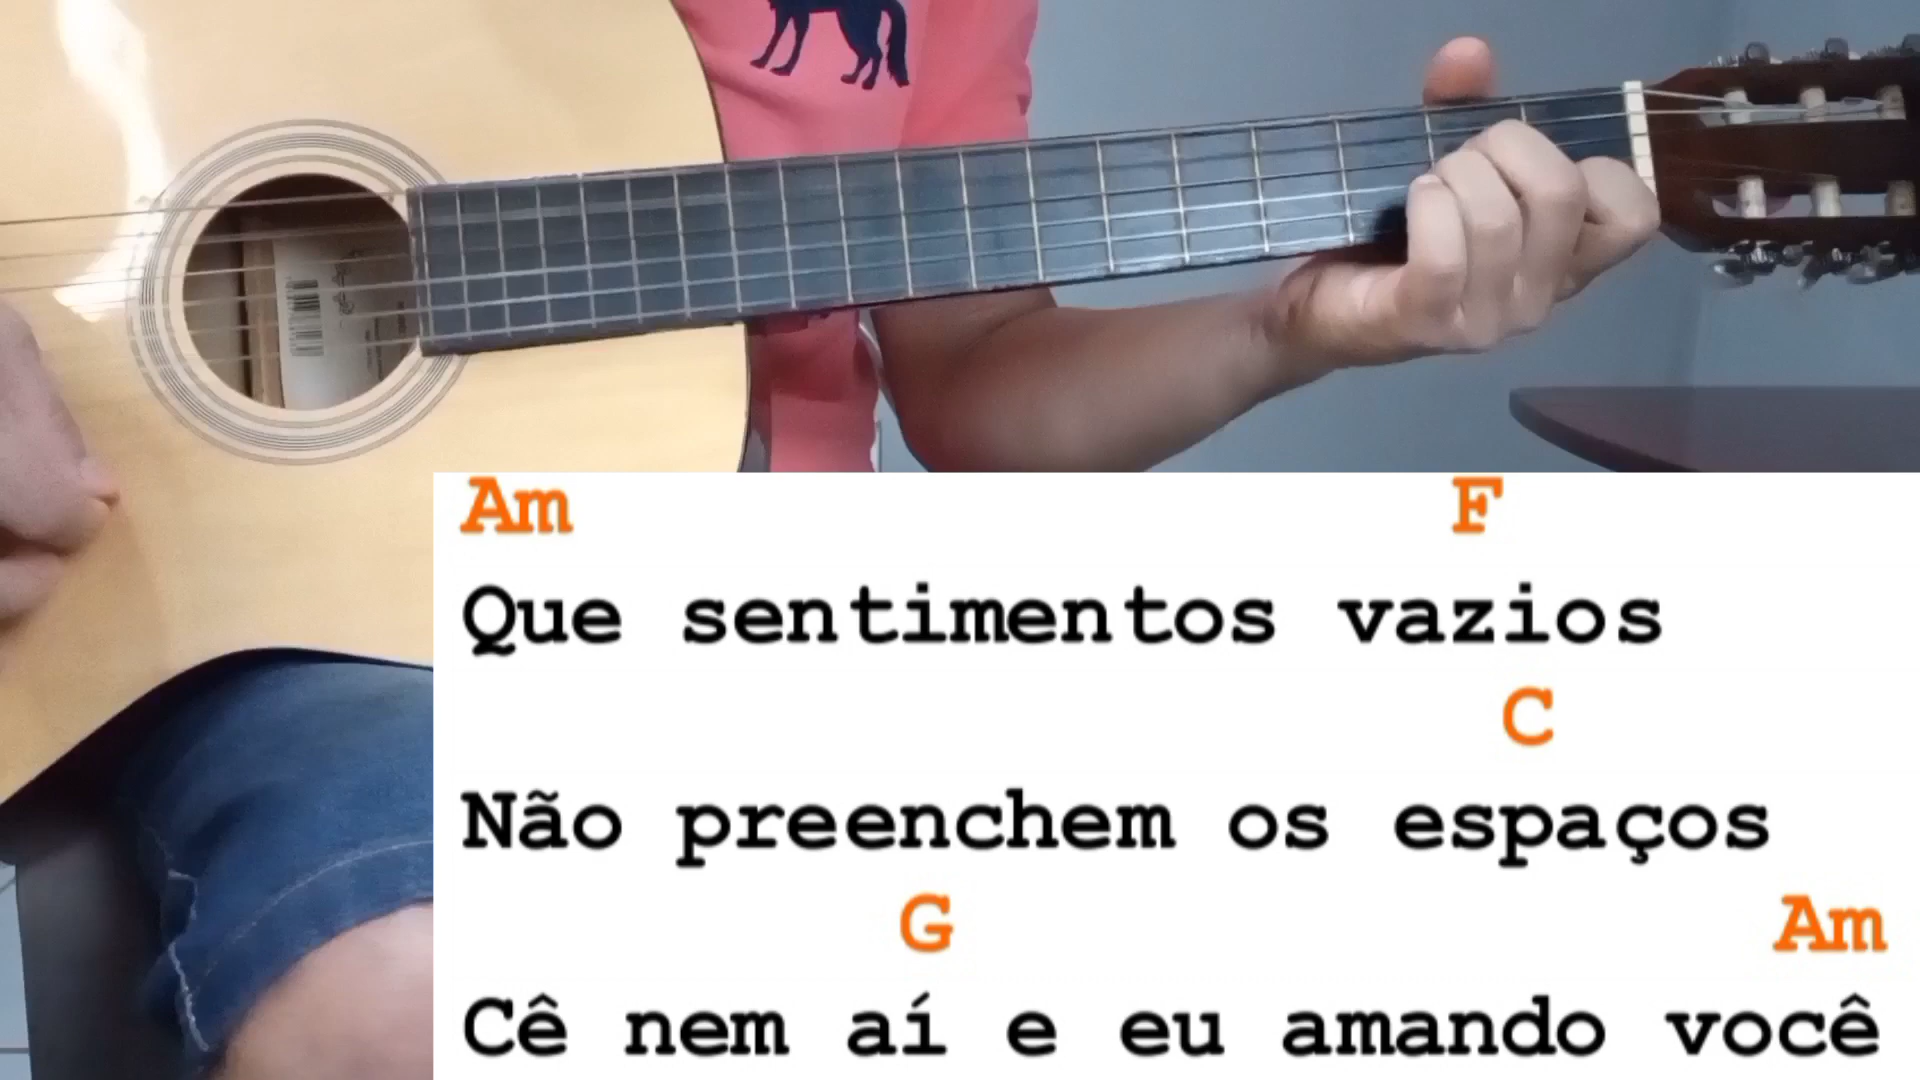 Am F
Que sentimentos vazios
C
Não preenchem os espaços
G Am
Cê nem aí e eu amando você